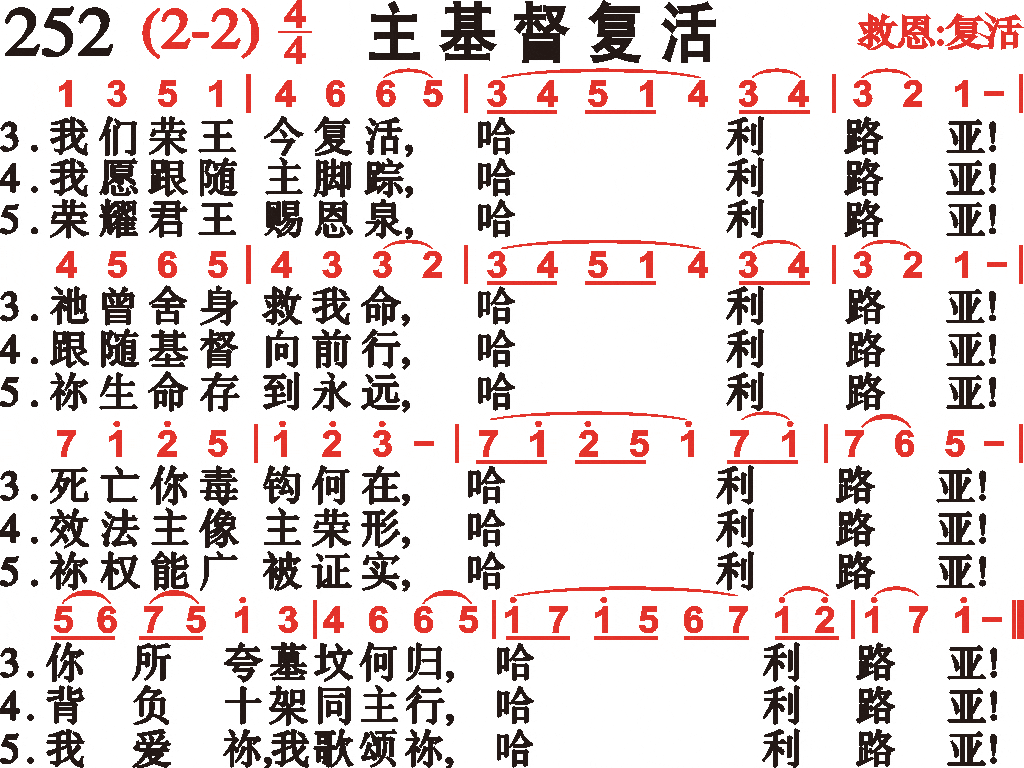 252 (2-2) 4/4 主基督复活 救恩:复活
1 3 5 1 | 4 6 6 5 | 3 4 5 1 4 3 4 | 3 2 1 - |
3.我们荣王 今复活, 哈 利 路 亚!
4.我愿跟随 主脚踪, 哈 利 路 亚!
5.荣耀君王 赐恩泉, 哈 利 路 亚!
4 5 6 5 | 4 3 3 2 | 3 4 5 1 4 3 4 | 3 2 1 - |
3.祂曾舍身 救我命, 哈 利 路 亚!
4.跟随基督 向前行, 哈 利 路 亚!
5.祢生命存 到永远, 哈 利 路 亚!
7 i 2 5 | i 2 3 - | 7 i 2 5 i 7 i | 7 6 5 - |
3.死亡你毒 钩何在, 哈 利 路 亚!
4.效法主像 主荣形, 哈 利 路 亚!
5.祢权能广 被证实, 哈 利 路 亚!
5 6 7 5 i 3 | 4 6 6 5 | i 7 i 5 6 7 i 2 | i 7 i - ||
3.你 所 夸墓坟何归, 哈 利 路 亚!
4.背 负 十架同主行, 哈 利 路 亚!
5.我 爱 祢,我歌颂祢, 哈 利 路 亚!